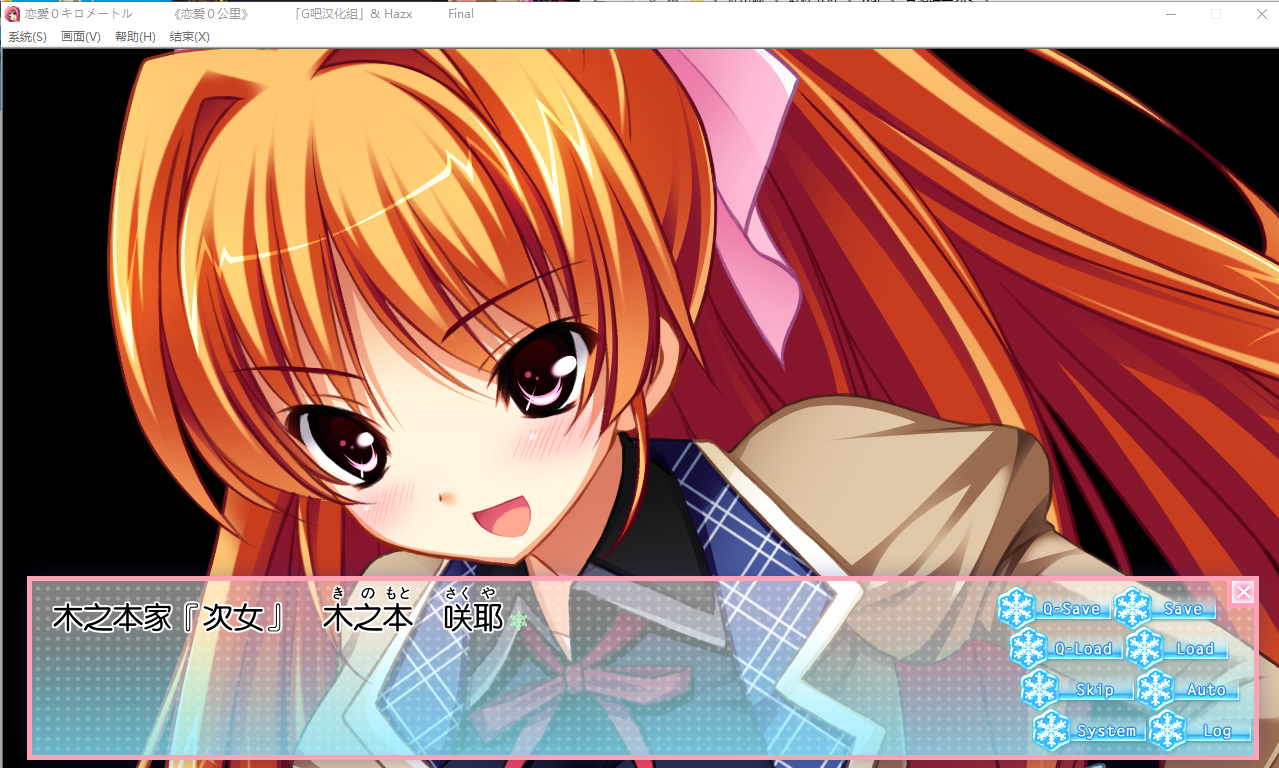 恋愛０キロメートル 《恋愛０公里》 「G吧汉化组」& Hazx Final
系统(S) 画面(V) 帮助(H) 结束(X)
き の もと さく や
木之本家『次女』 木之本 咲耶
Q-Save Save
Q-Load Load
Skip Auto
System Log